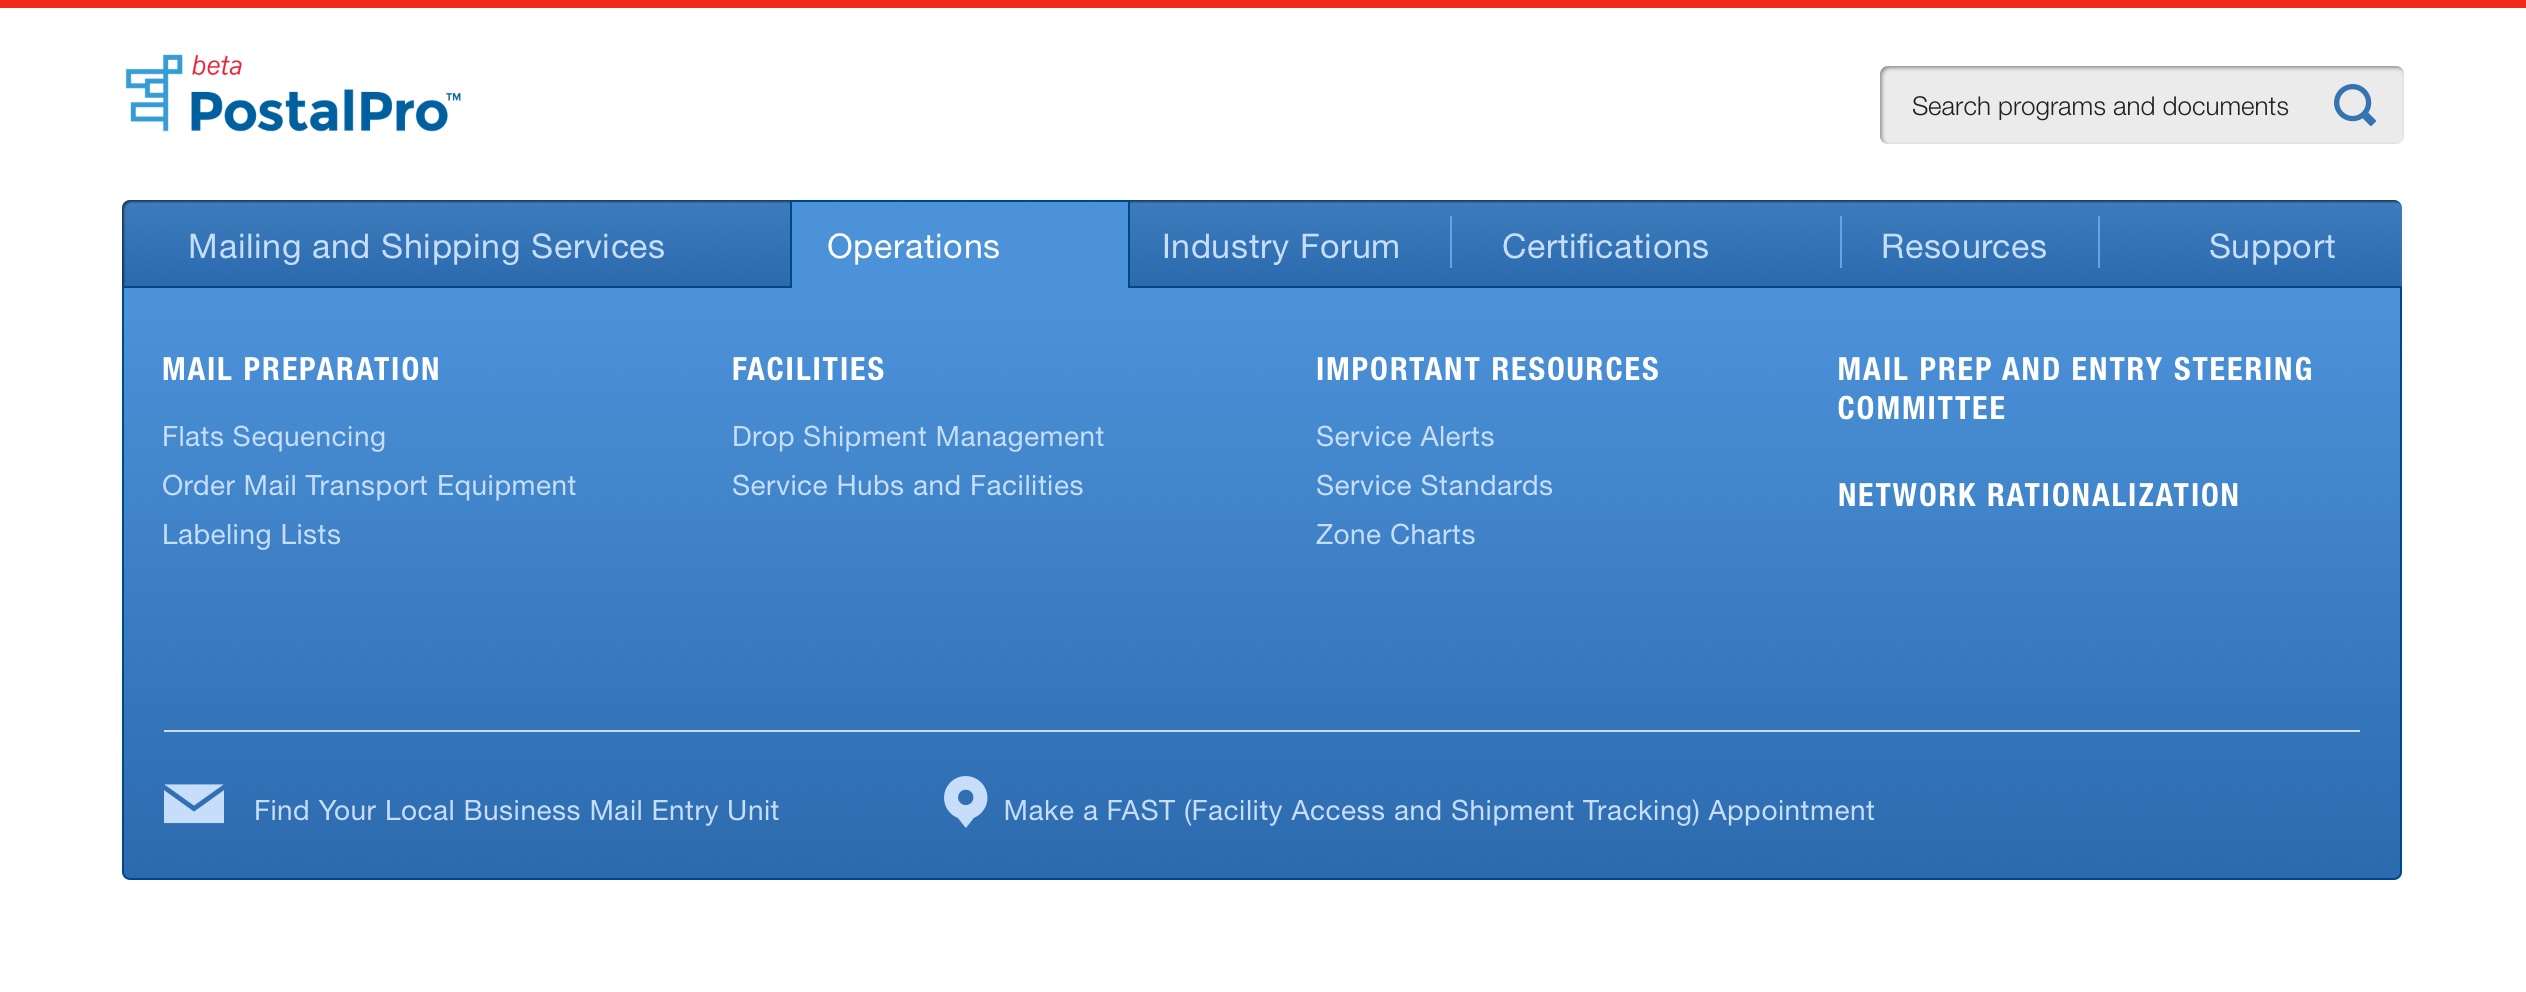 beta
PostalPro™
Search programs and documents
Mailing and Shipping Services
Operations
Industry Forum
Certifications
Resources
Support
MAIL PREPARATION
Flats Sequencing
Order Mail Transport Equipment
Labeling Lists
FACILITIES
Drop Shipment Management
Service Hubs and Facilities
IMPORTANT RESOURCES
Service Alerts
Service Standards
Zone Charts
MAIL PREP AND ENTRY STEERING
COMMITTEE
NETWORK RATIONALIZATION
Find Your Local Business Mail Entry Unit
Make a FAST (Facility Access and Shipment Tracking) Appointment